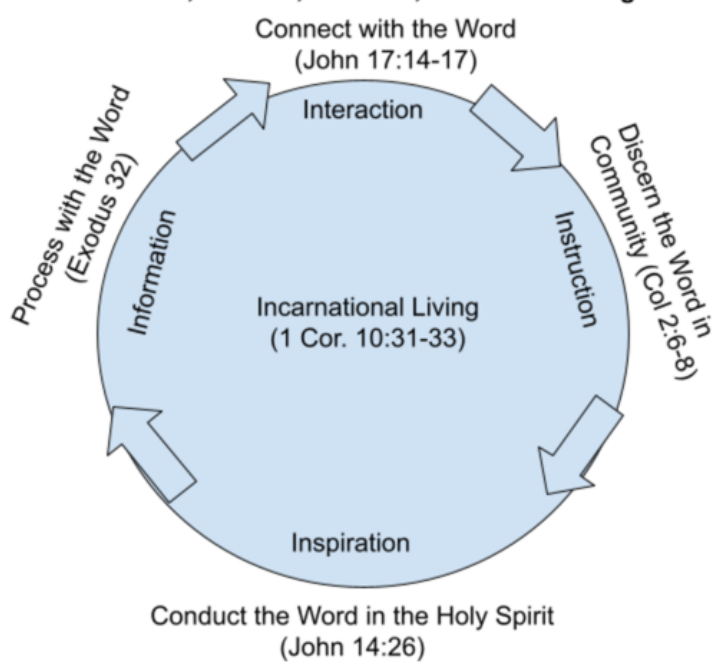 Connect with the Word
(John 17:14-17)
Interaction
Discern the Word in
Community (Col 2:6-8)
Instruction
Incarnational Living
(1 Cor. 10:31-33)
Process with the Word
(Exodus 32)
Information
Inspiration
Conduct the Word in the Holy Spirit
(John 14:26)